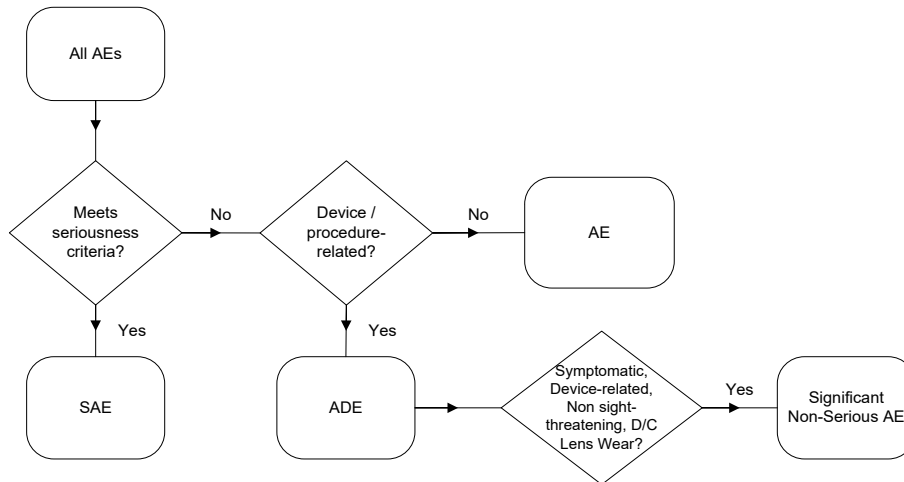 All AEs
Meets
seriousness
criteria?
No
Device /
procedure-
related?
No
AE
Yes
SAE
Yes
ADE
Symptomatic,
Device-related,
Non sight-
threatening, D/C
Lens Wear?
Yes
Significant
Non-Serious AE